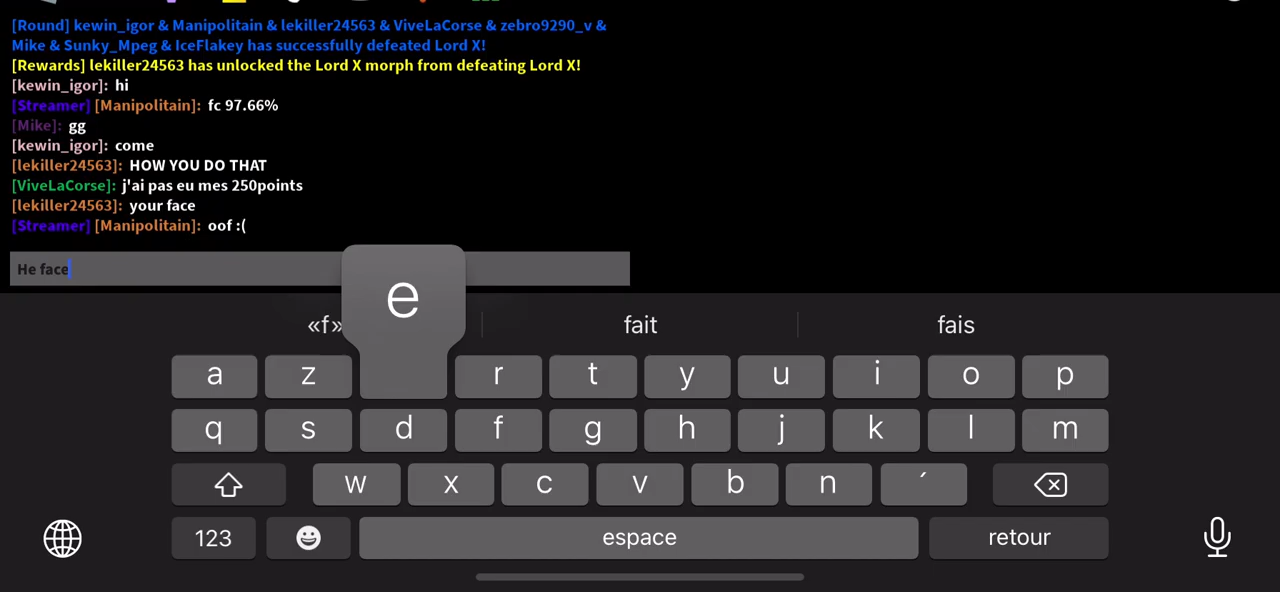 [Round] kewin_igor & Manipolitain & lekiller24563 & ViveLaCorse & zebro9290_v &
Mike & Sunky_Mpeg & IceFlakey has successfully defeated Lord X!
[Rewards] lekiller24563 has unlocked the Lord X morph from defeating Lord X!
[kewin_igor]: hi
[Streamer] [Manipolitain]: fc 97.66%
[Mike]: gg
[kewin_igor]: come
[lekiller24563]: HOW YOU DO THAT
[ViveLaCorse]: j'ai pas eu mes 250points
[lekiller24563]: your face
[Streamer] [Manipolitain]: oof :(
He face
e
«f» fait fais
a z r t y u i o p
q s d f g h j k l m
w x c v b n ´
123 espace retour